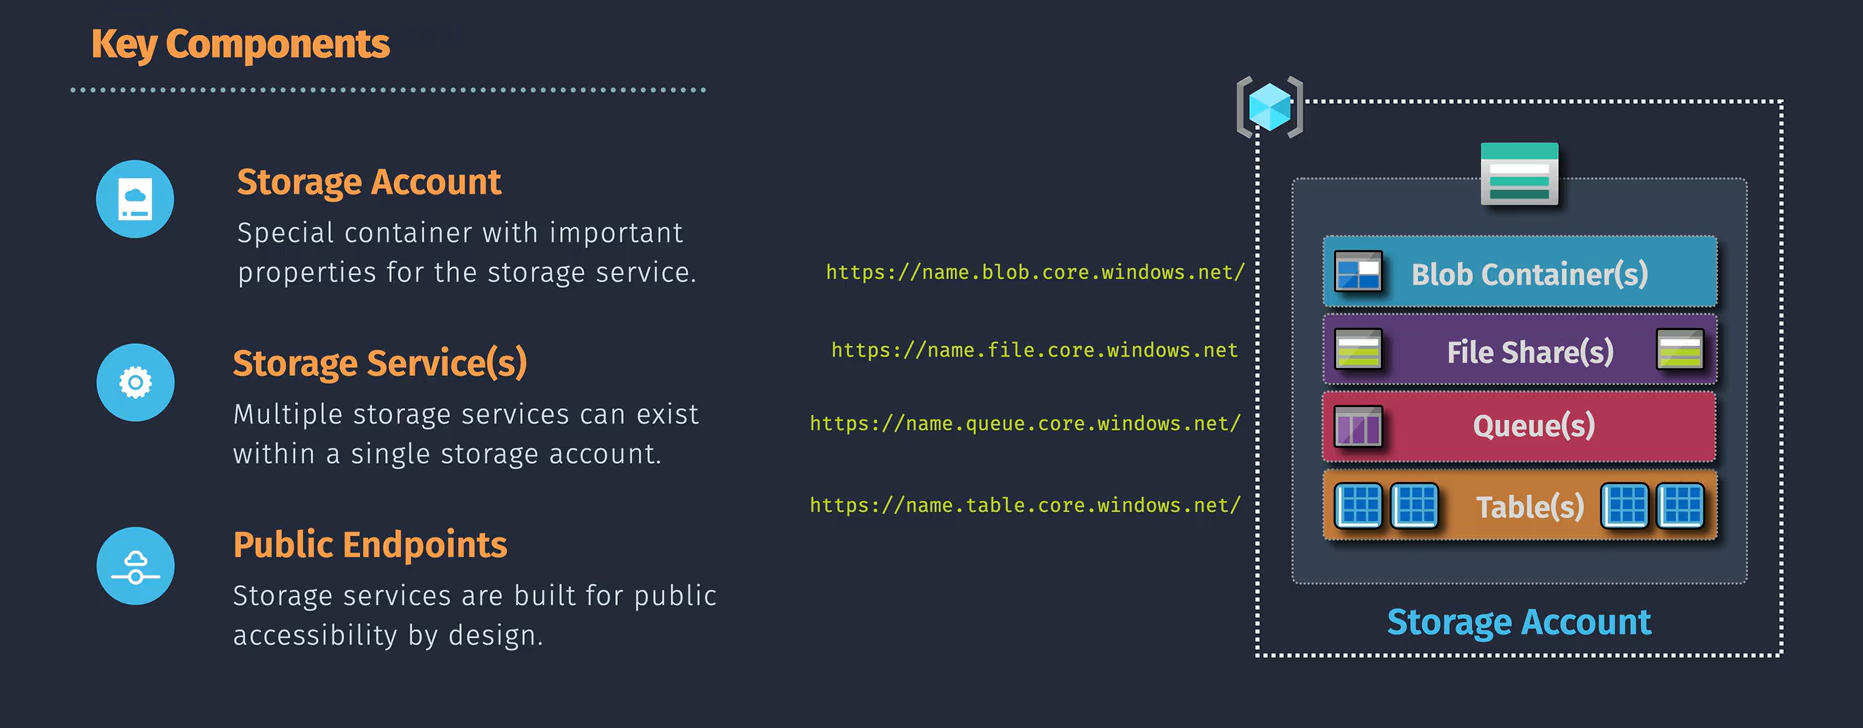 Key Components
Storage Account
Special container with important
properties for the storage service.
Storage Service(s)
Multiple storage services can exist
within a single storage account.
Public Endpoints
Storage services are built for public
accessibility by design.
https://name.blob.core.windows.net/
https://name.file.core.windows.net
https://name.queue.core.windows.net/
https://name.table.core.windows.net/
Blob Container(s)
File Share(s)
Queue(s)
Table(s)
Storage Account